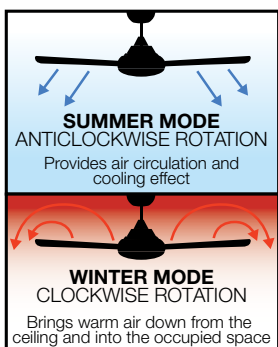 SUMMER MODE
ANTICLOCKWISE ROTATION
Provides air circulation and
cooling effect
WINTER MODE
CLOCKWISE ROTATION
Brings warm air down from the
ceiling and into the occupied space